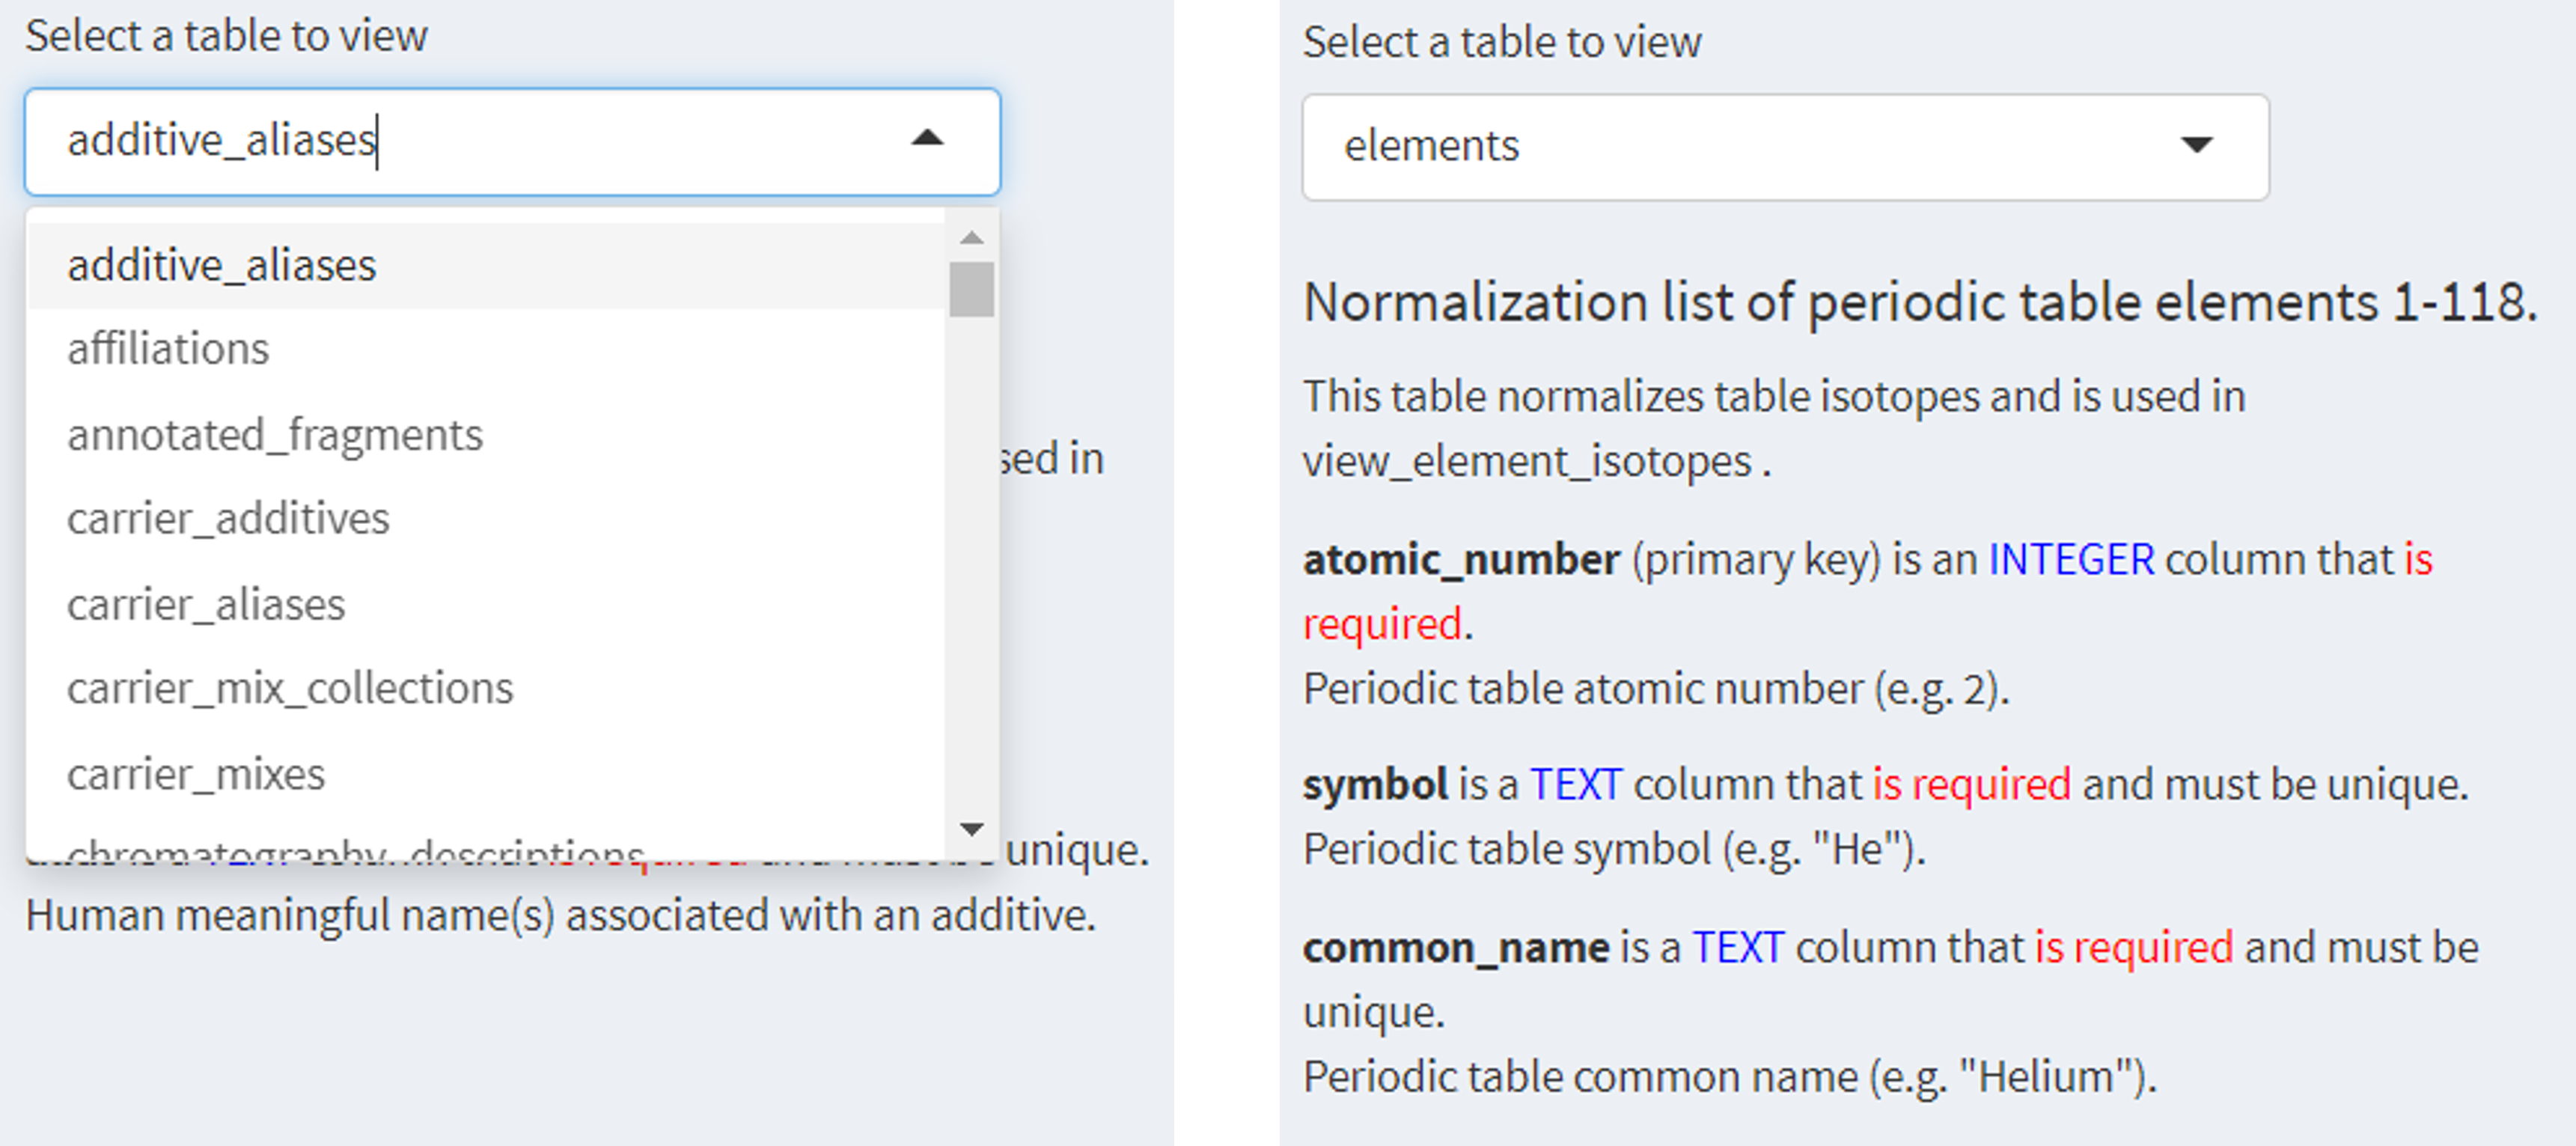 Select a table to view
additive_aliases
additive_aliases
affiliations
annotated_fragments
sed in
carrier_additives
carrier_aliases
carrier_mix_collections
carrier_mixes
chromatography_descriptions
unique.
Human meaningful name(s) associated with an additive.
Select a table to view
elements
Normalization list of periodic table elements 1-118.
This table normalizes table isotopes and is used in
view_element_isotopes .
atomic_number (primary key) is an INTEGER column that is
required.
Periodic table atomic number (e.g. 2).
symbol is a TEXT column that is required and must be unique.
Periodic table symbol (e.g. "He").
common_name is a TEXT column that is required and must be
unique.
Periodic table common name (e.g. "Helium").